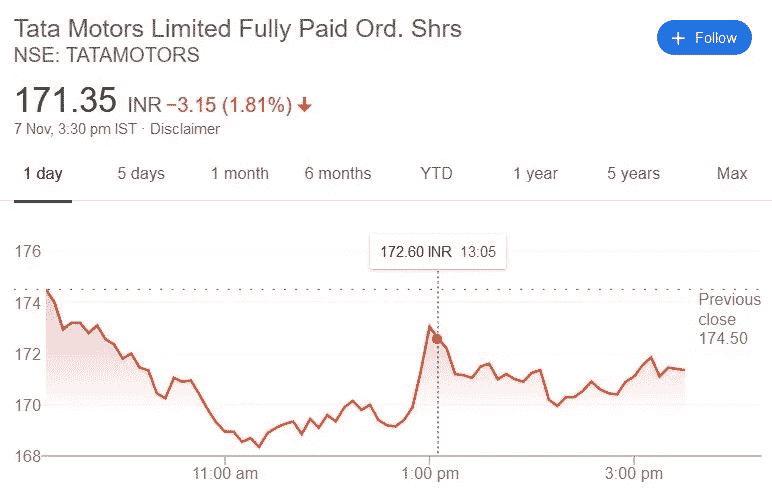 Tata Motors Limited Fully Paid Ord. Shrs
NSE: TATAMOTORS
+ Follow
171.35 INR −3.15 (1.81%) ↓
7 Nov, 3:30 pm IST · Disclaimer
1 day 5 days 1 month 6 months YTD 1 year 5 years Max
172.60 INR 13:05
176
174
172
170
168
Previous
close
174.50
11:00 am 1:00 pm 3:00 pm